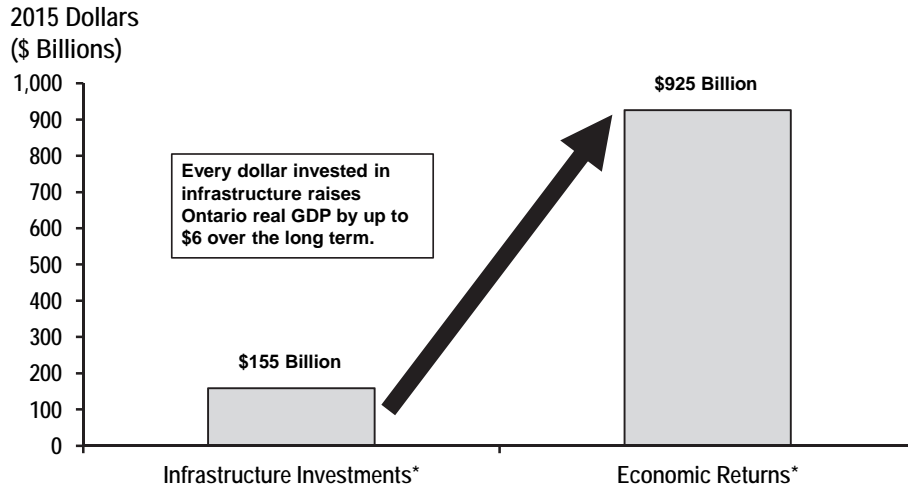 2015 Dollars
($ Billions)
1,000
900
800
700
600
500
400
300
200
100
0
$925 Billion
Every dollar invested in
infrastructure raises
Ontario real GDP by up to
$6 over the long term.
$155 Billion
Infrastructure Investments*
Economic Returns*